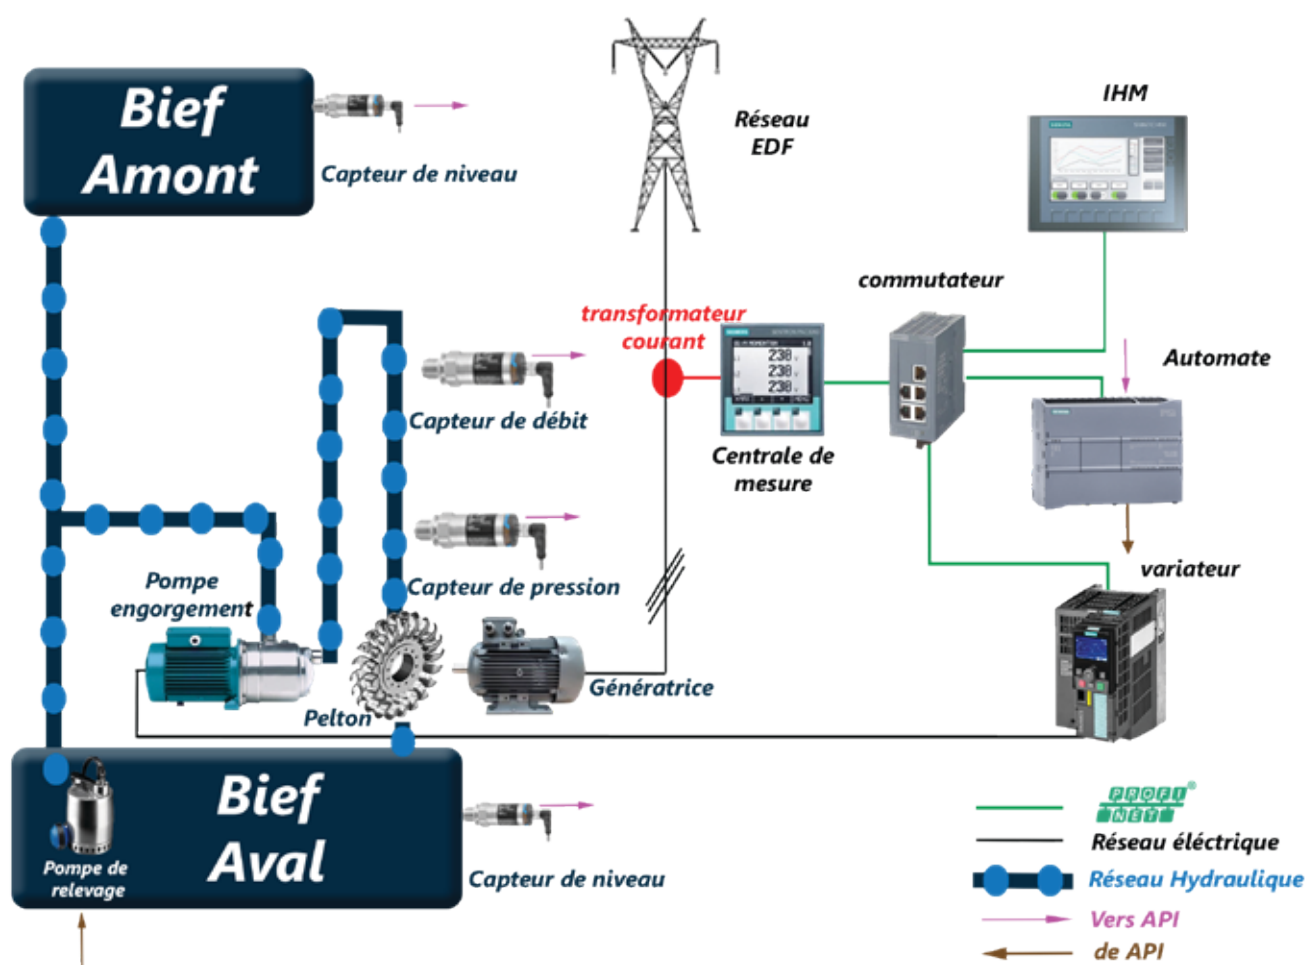 Bief
Amont
Capteur de niveau
Réseau
EDF
IHM
SIEMENS
commutateur
transformateur
courant
SIEMENS
238
238
238
Centrale de
mesure
Automate
Capteur de débit
Capteur de pression
Pompe
engorgement
Pelton
Génératrice
variateur
Bief
Aval
Pompe de
relevage
Capteur de niveau
PROFI
NET®
Réseau éléctrique
Réseau Hydraulique
Vers API
de API